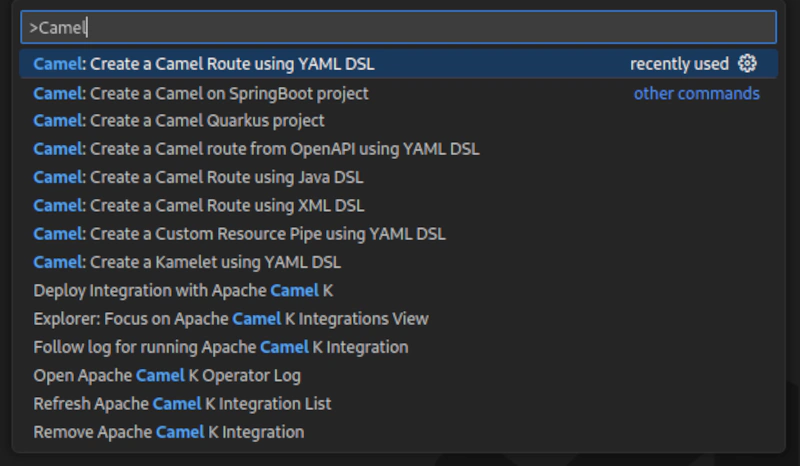 >Camel
Camel: Create a Camel Route using YAML DSL recently used
Camel: Create a Camel on SpringBoot project other commands
Camel: Create a Camel Quarkus project
Camel: Create a Camel route from OpenAPI using YAML DSL
Camel: Create a Camel Route using Java DSL
Camel: Create a Camel Route using XML DSL
Camel: Create a Custom Resource Pipe using YAML DSL
Camel: Create a Kamelet using YAML DSL
Deploy Integration with Apache Camel K
Explorer: Focus on Apache Camel K Integrations View
Follow log for running Apache Camel K Integration
Open Apache Camel K Operator Log
Refresh Apache Camel K Integration List
Remove Apache Camel K Integration